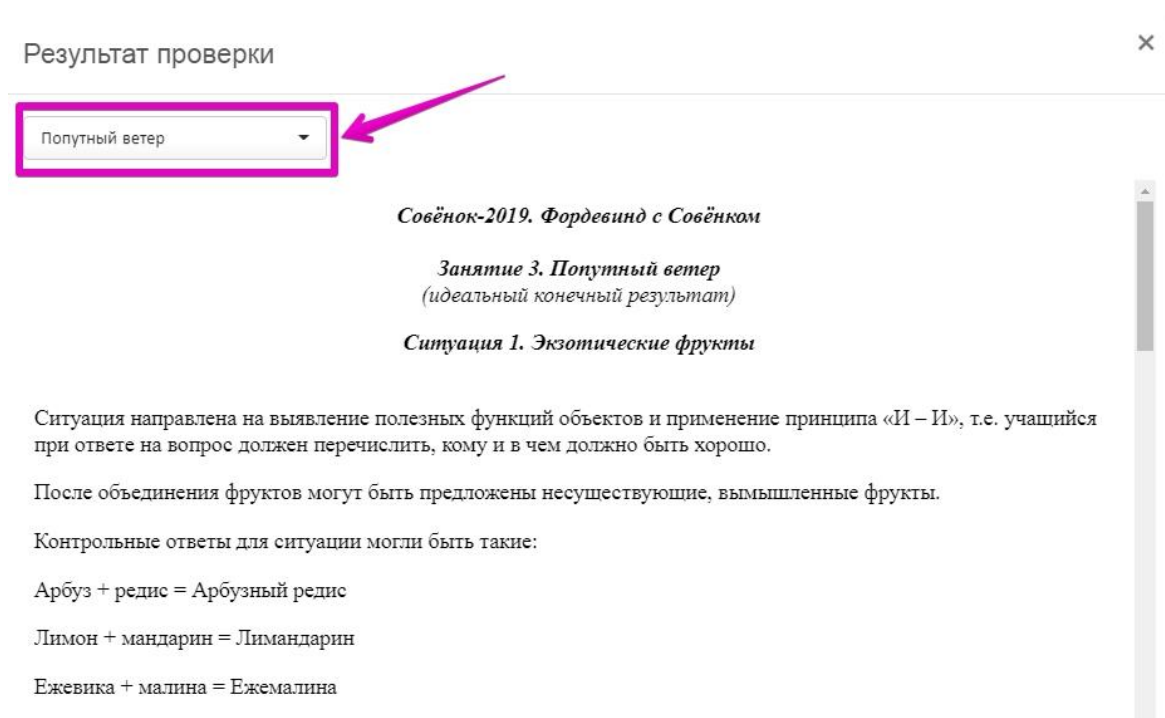 Результат проверки
×
Попутный ветер
Совёнок-2019. Фордевинд с Совёнком
Занятие 3. Попутный ветер
(идеальный конечный результат)
Ситуация 1. Экзотические фрукты
Ситуация направлена на выявление полезных функций объектов и применение принципа «И – И», т.е. учащийся
при ответе на вопрос должен перечислить, кому и в чем должно быть хорошо.
После объединения фруктов могут быть предложены несуществующие, вымышленные фрукты.
Контрольные ответы для ситуации могли быть такие:
Арбуз + редис = Арбузный редис
Лимон + мандарин = Лимандарин
Ежевика + малина = Ежемалина